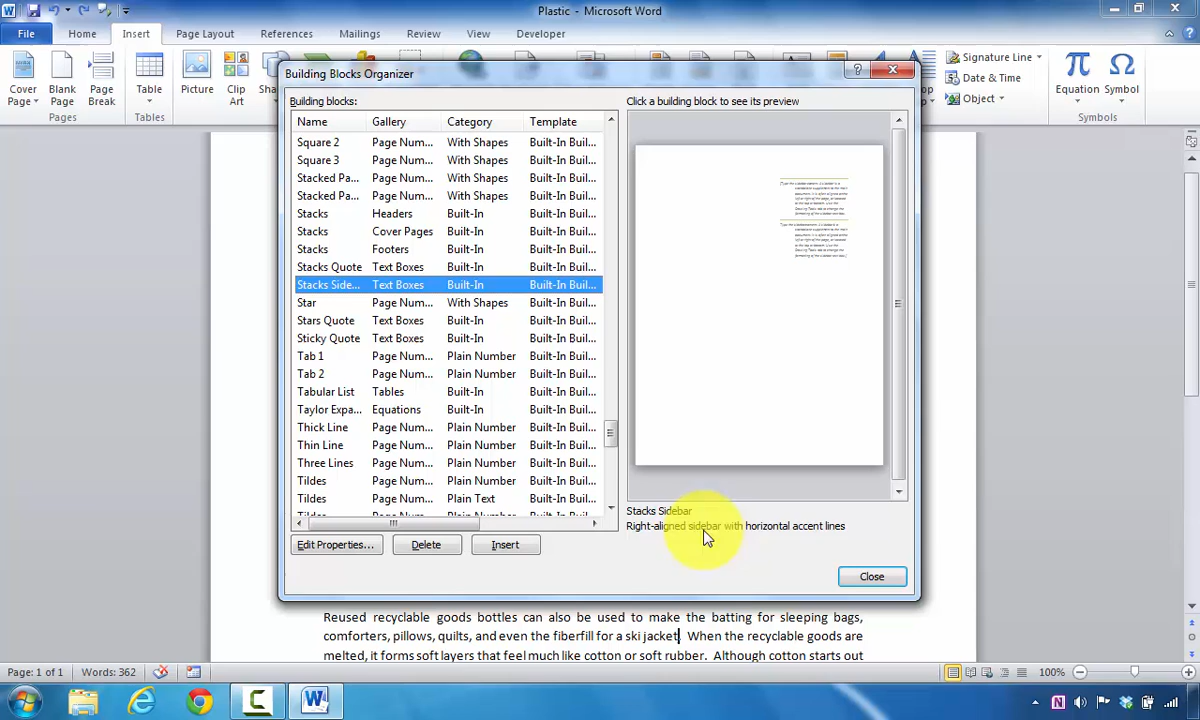 Plastic - Microsoft Word
File Home Insert Page Layout References Mailings Review View Developer
Cover Page
Blank Page
Page Break
Table
Picture
Clip Art
Signature Line
Date & Time
Object
Equation
Symbol
Pages
Tables
Symbols
Building Blocks Organizer
Building blocks:
Click a building block to see its preview
Name Gallery Category Template
Square 2 Page Num... With Shapes Built-In Buil...
Square 3 Page Num... With Shapes Built-In Buil...
Stacked Pa... Page Num... With Shapes Built-In Buil...
Stacked Pa... Page Num... With Shapes Built-In Buil...
Stacks Headers Built-In Built-In Buil...
Stacks Cover Pages Built-In Built-In Buil...
Stacks Footers Built-In Built-In Buil...
Stacks Quote Text Boxes Built-In Built-In Buil...
Stacks Side... Text Boxes Built-In Built-In Buil...
Star Page Num... With Shapes Built-In Buil...
Stars Quote Text Boxes Built-In Built-In Buil...
Sticky Quote Text Boxes Built-In Built-In Buil...
Tab 1 Page Num... Plain Number Built-In Buil...
Tab 2 Page Num... Plain Number Built-In Buil...
Tabular List Tables Built-In Built-In Buil...
Taylor Expa... Equations Built-In Built-In Buil...
Thick Line Page Num... Plain Number Built-In Buil...
Thin Line Page Num... Plain Number Built-In Buil...
Three Lines Page Num... Plain Number Built-In Buil...
Tildes Page Num... Plain Number Built-In Buil...
Tildes Page Num... Plain Text Built-In Buil...
Stacks Sidebar
Right-aligned sidebar with horizontal accent lines
Edit Properties... Delete Insert
Close
Reused recyclable goods bottles can also be used to make the batting for sleeping bags,
comforters, pillows, quilts, and even the fiberfill for a ski jacket. When the recyclable goods are
melted, it forms soft layers that feel much like cotton or soft rubber. Although cotton starts out
Page: 1 of 1 Words: 362 100%